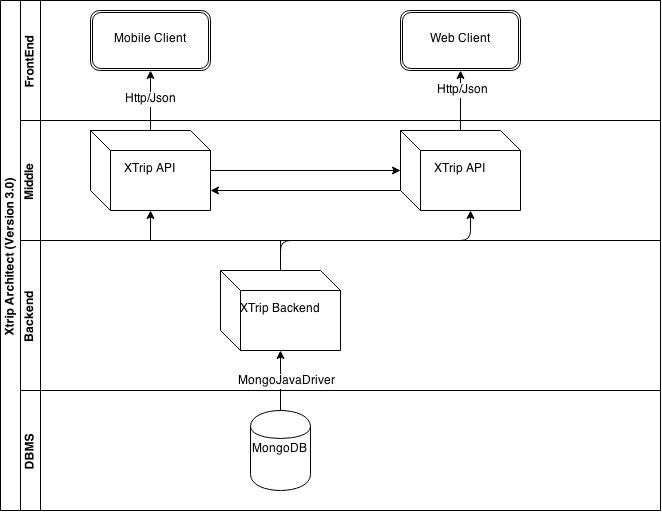 Xtrip Architect (Version 3.0)
FrontEnd
Mobile Client
Web Client
Http/Json
Http/Json
Middle
XTrip API
XTrip API
Backend
XTrip Backend
MongoJavaDriver
DBMS
MongoDB